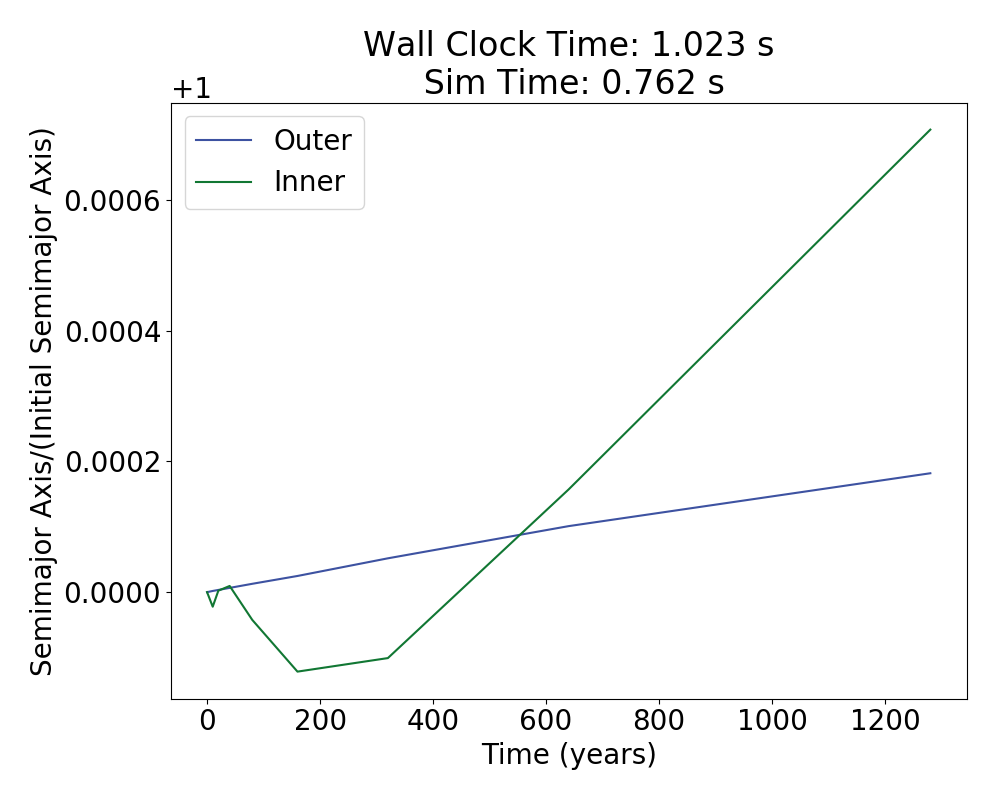 Wall Clock Time: 1.023 s
Sim Time: 0.762 s
+1
Outer
Inner
Semimajor Axis/(Initial Semimajor Axis)
0.0006
0.0004
0.0002
0.0000
0 200 400 600 800 1000 1200
Time (years)